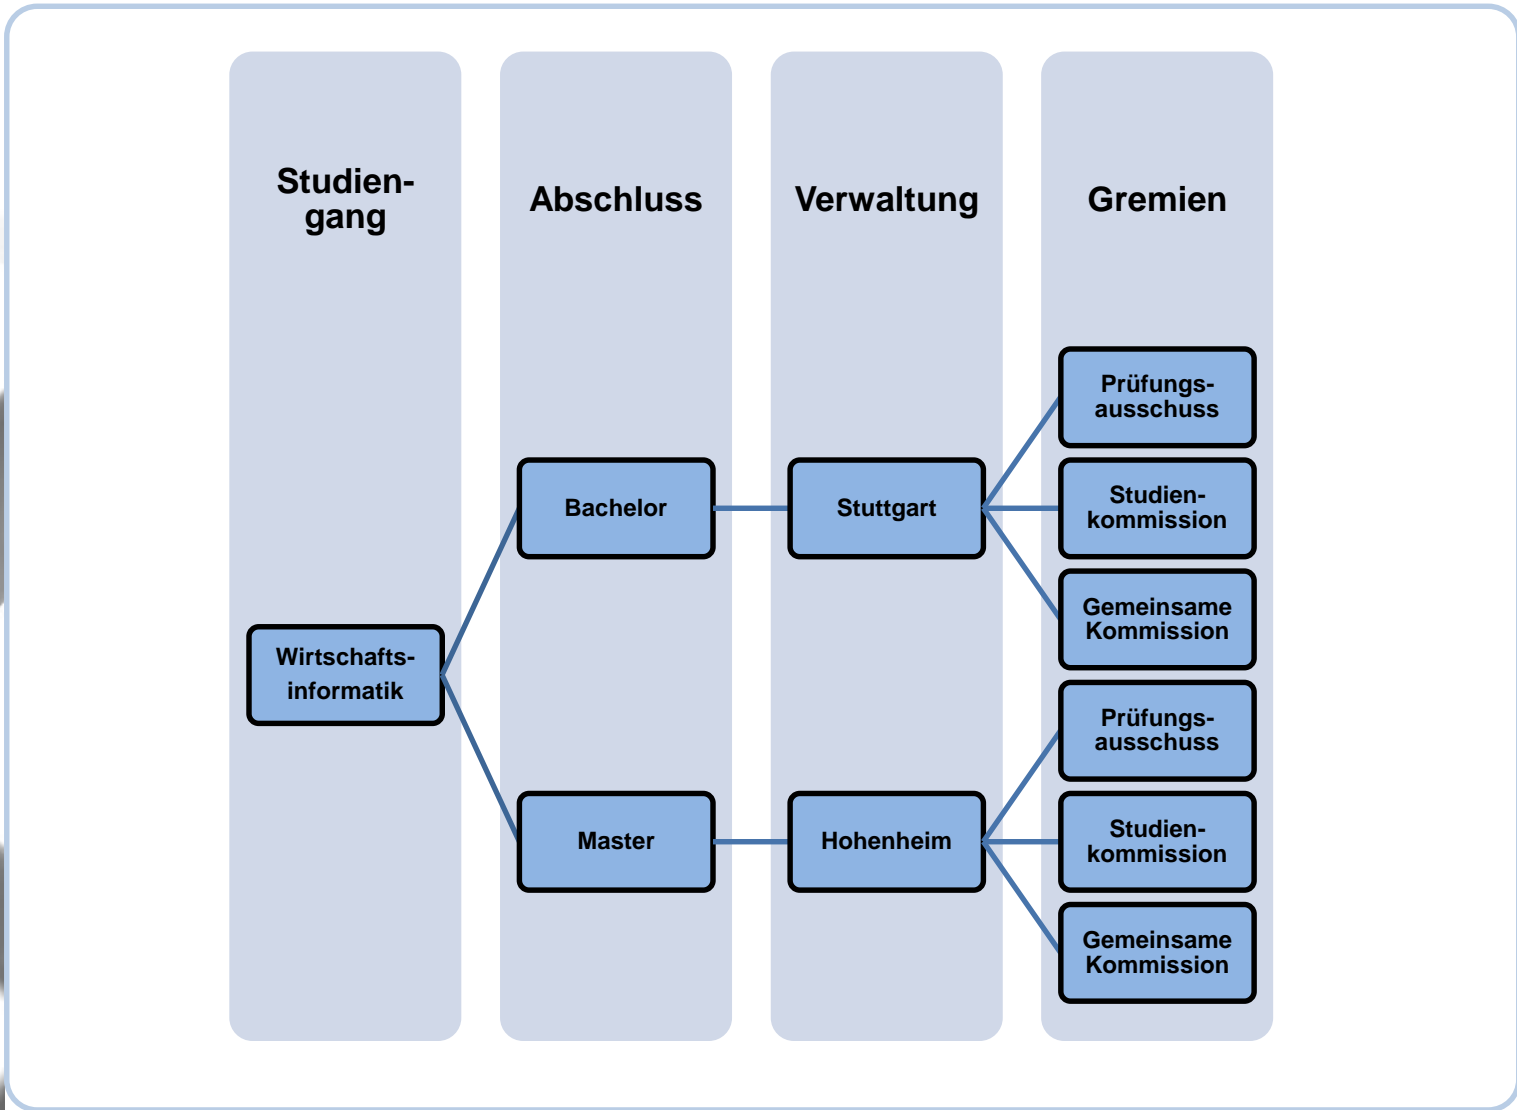 Studien-
gang
Abschluss
Verwaltung
Gremien
Prüfungs-
ausschuss
Bachelor
Stuttgart
Studien-
kommission
Gemeinsame
Kommission
Wirtschafts-
informatik
Prüfungs-
ausschuss
Master
Hohenheim
Studien-
kommission
Gemeinsame
Kommission